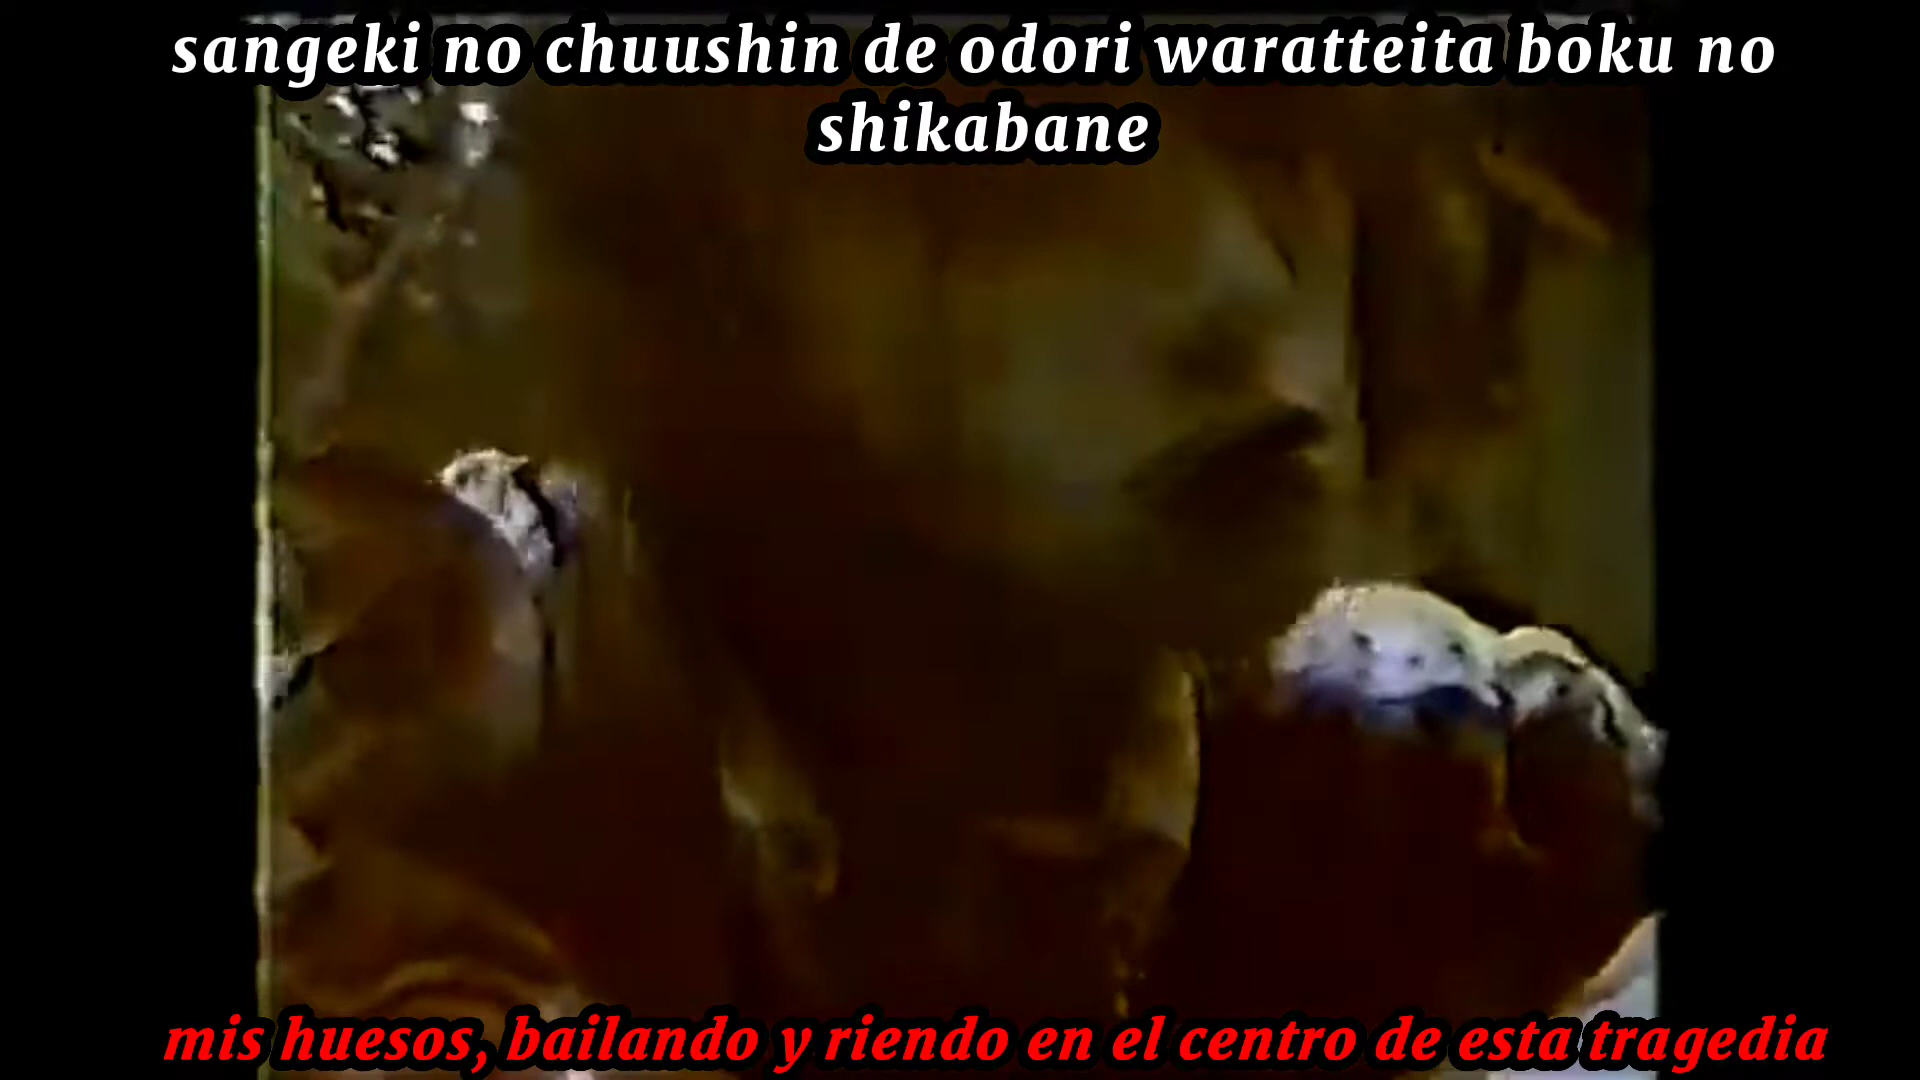 sangeki no chuushin de odori waratteita boku no
shikabane
mis huesos, bailando y riendo en el centro de esta tragedia